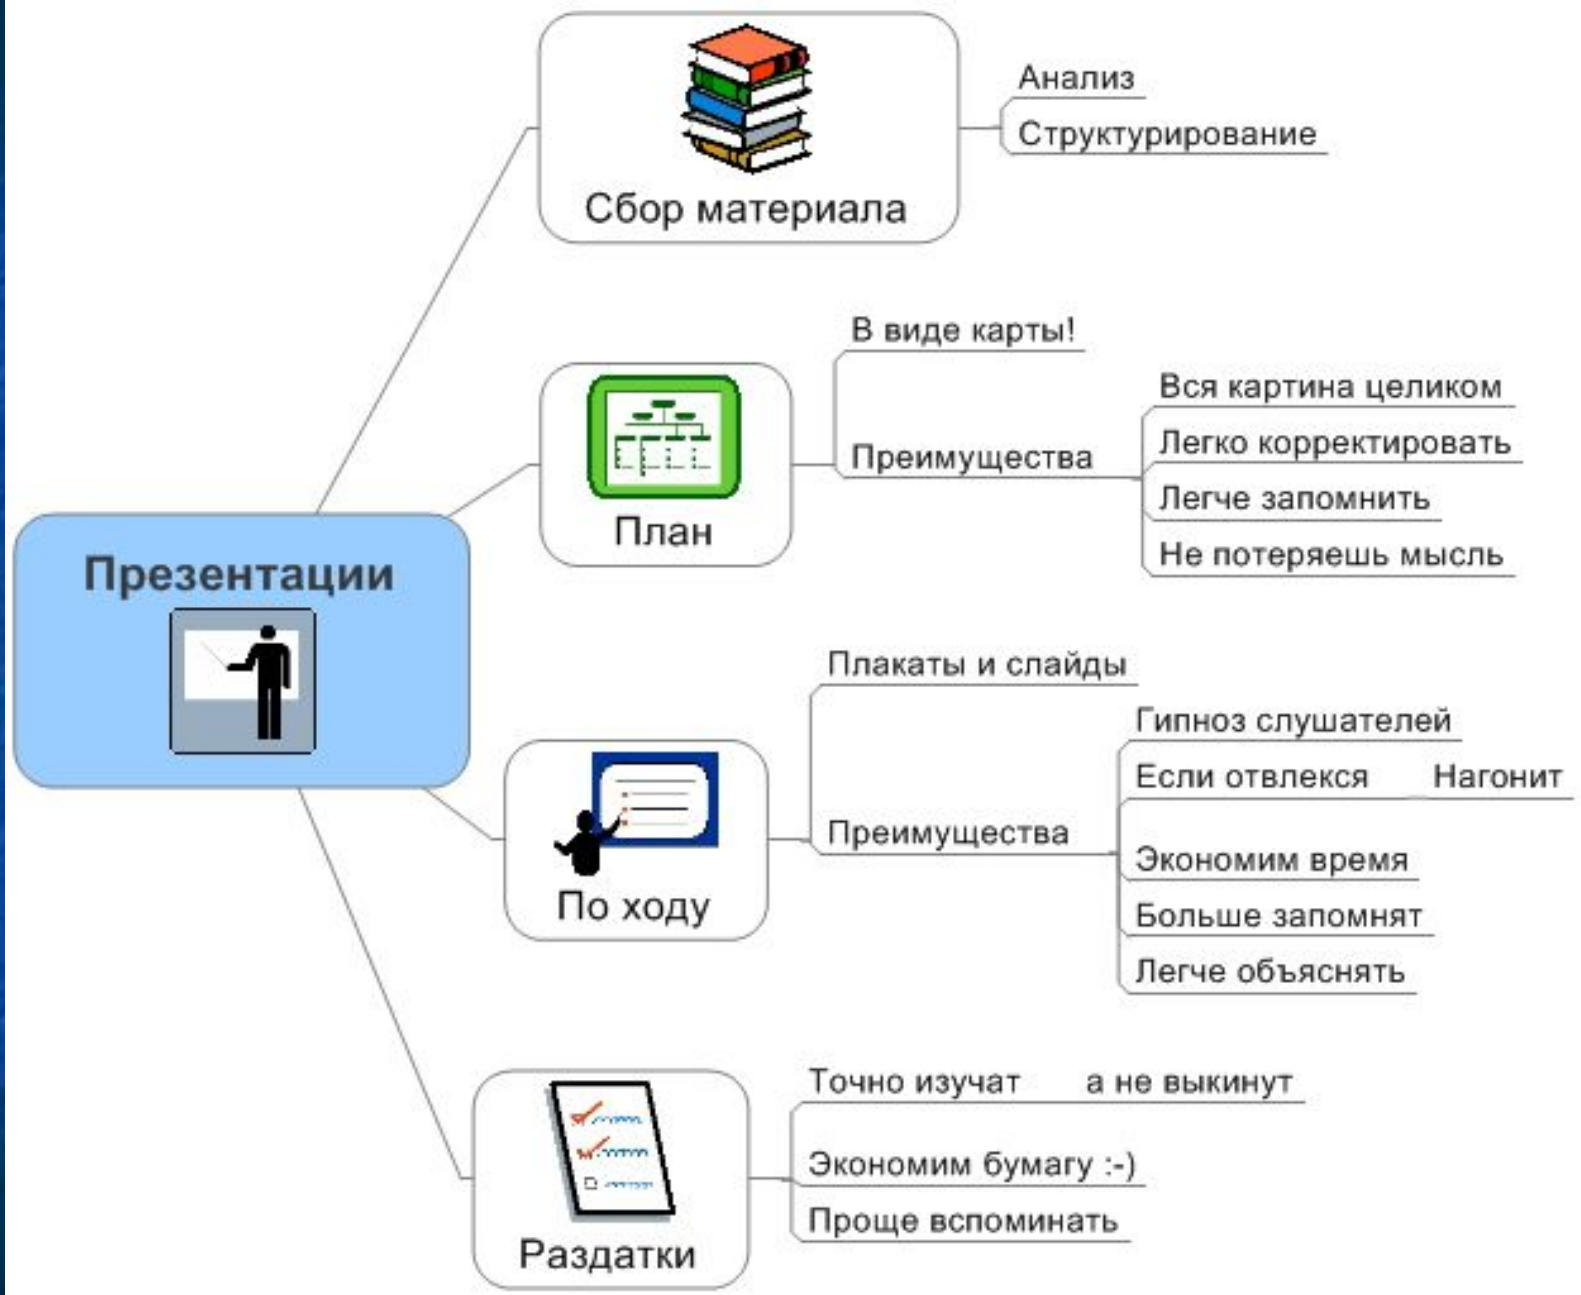 Сбор материала
Анализ
Структурирование
Презентации
План
В виде карты!
Преимущества
Вся картина целиком
Легко корректировать
Легче запомнить
Не потеряешь мысль
По ходу
Плакаты и слайды
Преимущества
Гипноз слушателей
Если отвлекся Нагонит
Экономим время
Больше запомнят
Легче объяснять
Раздатки
Точно изучат а не выкинут
Экономим бумагу :-)
Проще вспоминать